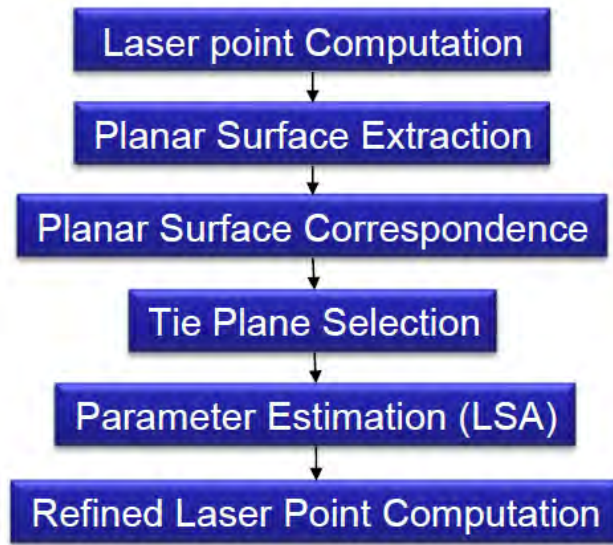 Laser point Computation
Planar Surface Extraction
Planar Surface Correspondence
Tie Plane Selection
Parameter Estimation (LSA)
Refined Laser Point Computation